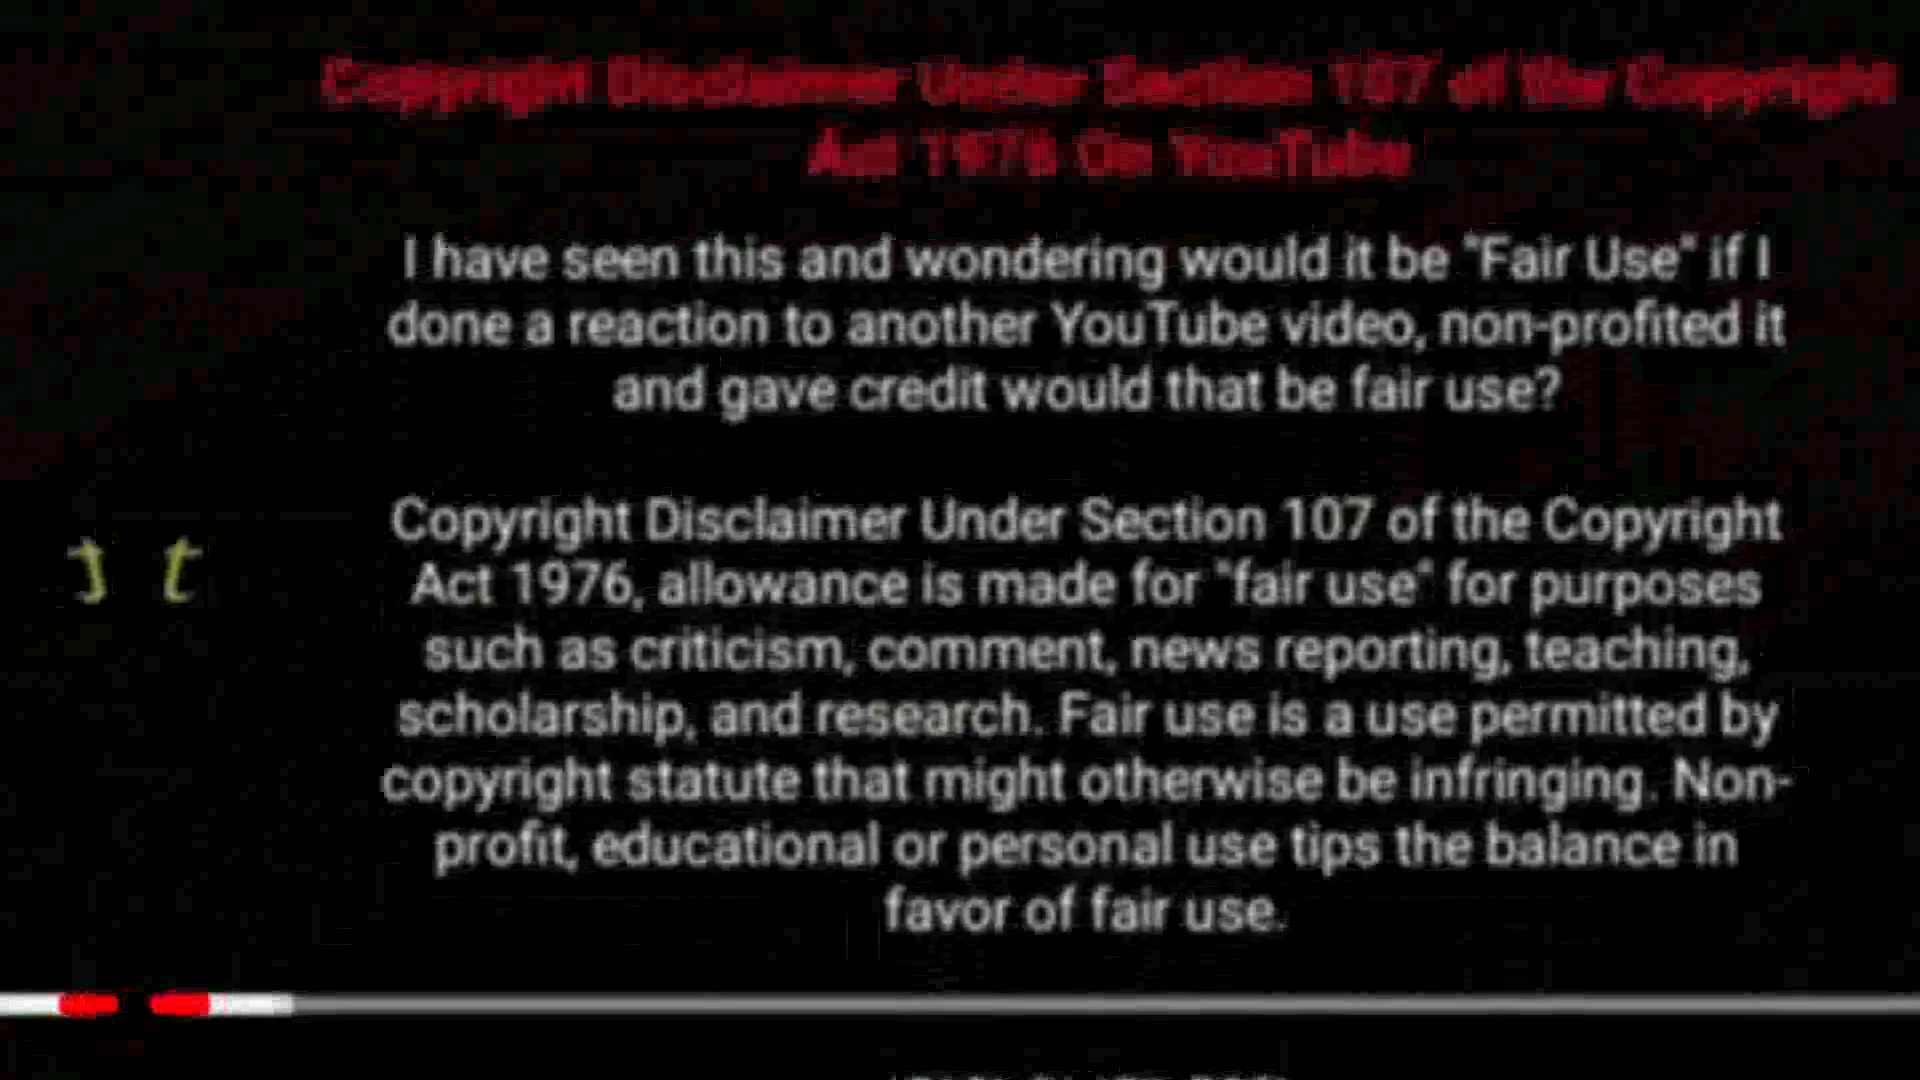 Copyright Disclaimer Under Section 107 of the Copyright
Act 1976 On YouTube
I have seen this and wondering would it be "Fair Use" if I
done a reaction to another YouTube video, non-profited it
and gave credit would that be fair use?
Copyright Disclaimer Under Section 107 of the Copyright
Act 1976, allowance is made for "fair use" for purposes
such as criticism, comment, news reporting, teaching,
scholarship, and research. Fair use is a use permitted by
copyright statute that might otherwise be infringing. Non-
profit, educational or personal use tips the balance in
favor of fair use.